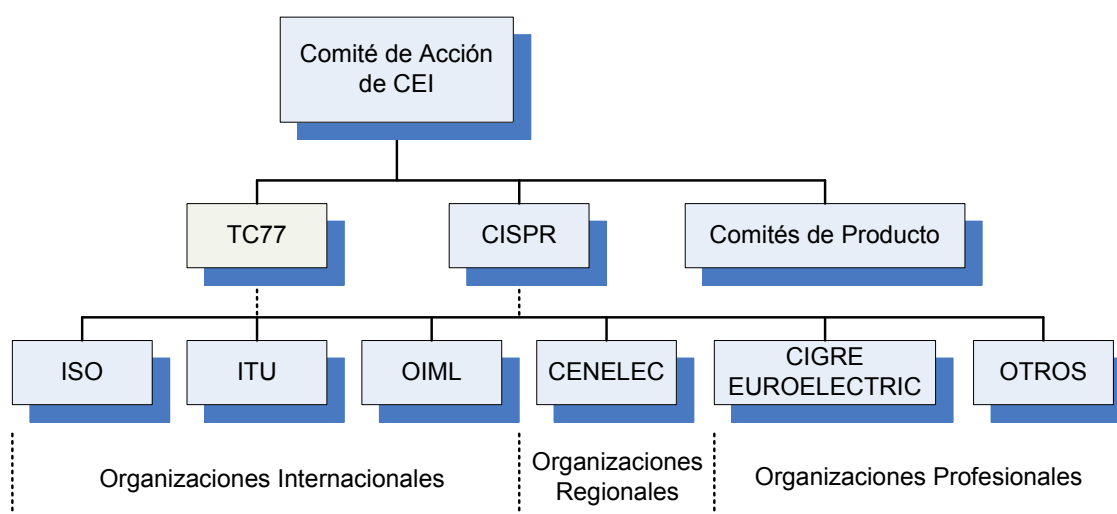 Comité de Acción
de CEI
TC77
CISPR
Comités de Producto
ISO
ITU
OIML
CENELEC
CIGRE
EUROELECTRIC
OTROS
Organizaciones Internacionales
Organizaciones
Regionales
Organizaciones Profesionales